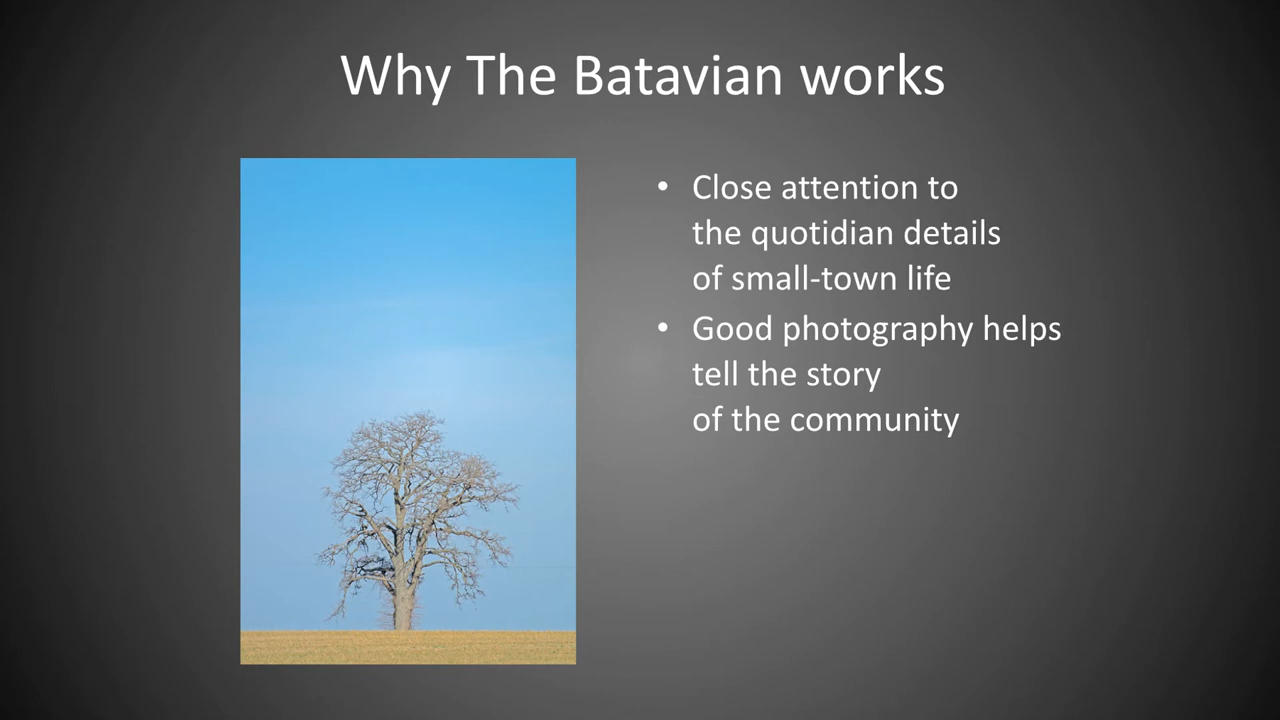 Why The Batavian works
• Close attention to
the quotidian details
of small-town life
• Good photography helps
tell the story
of the community